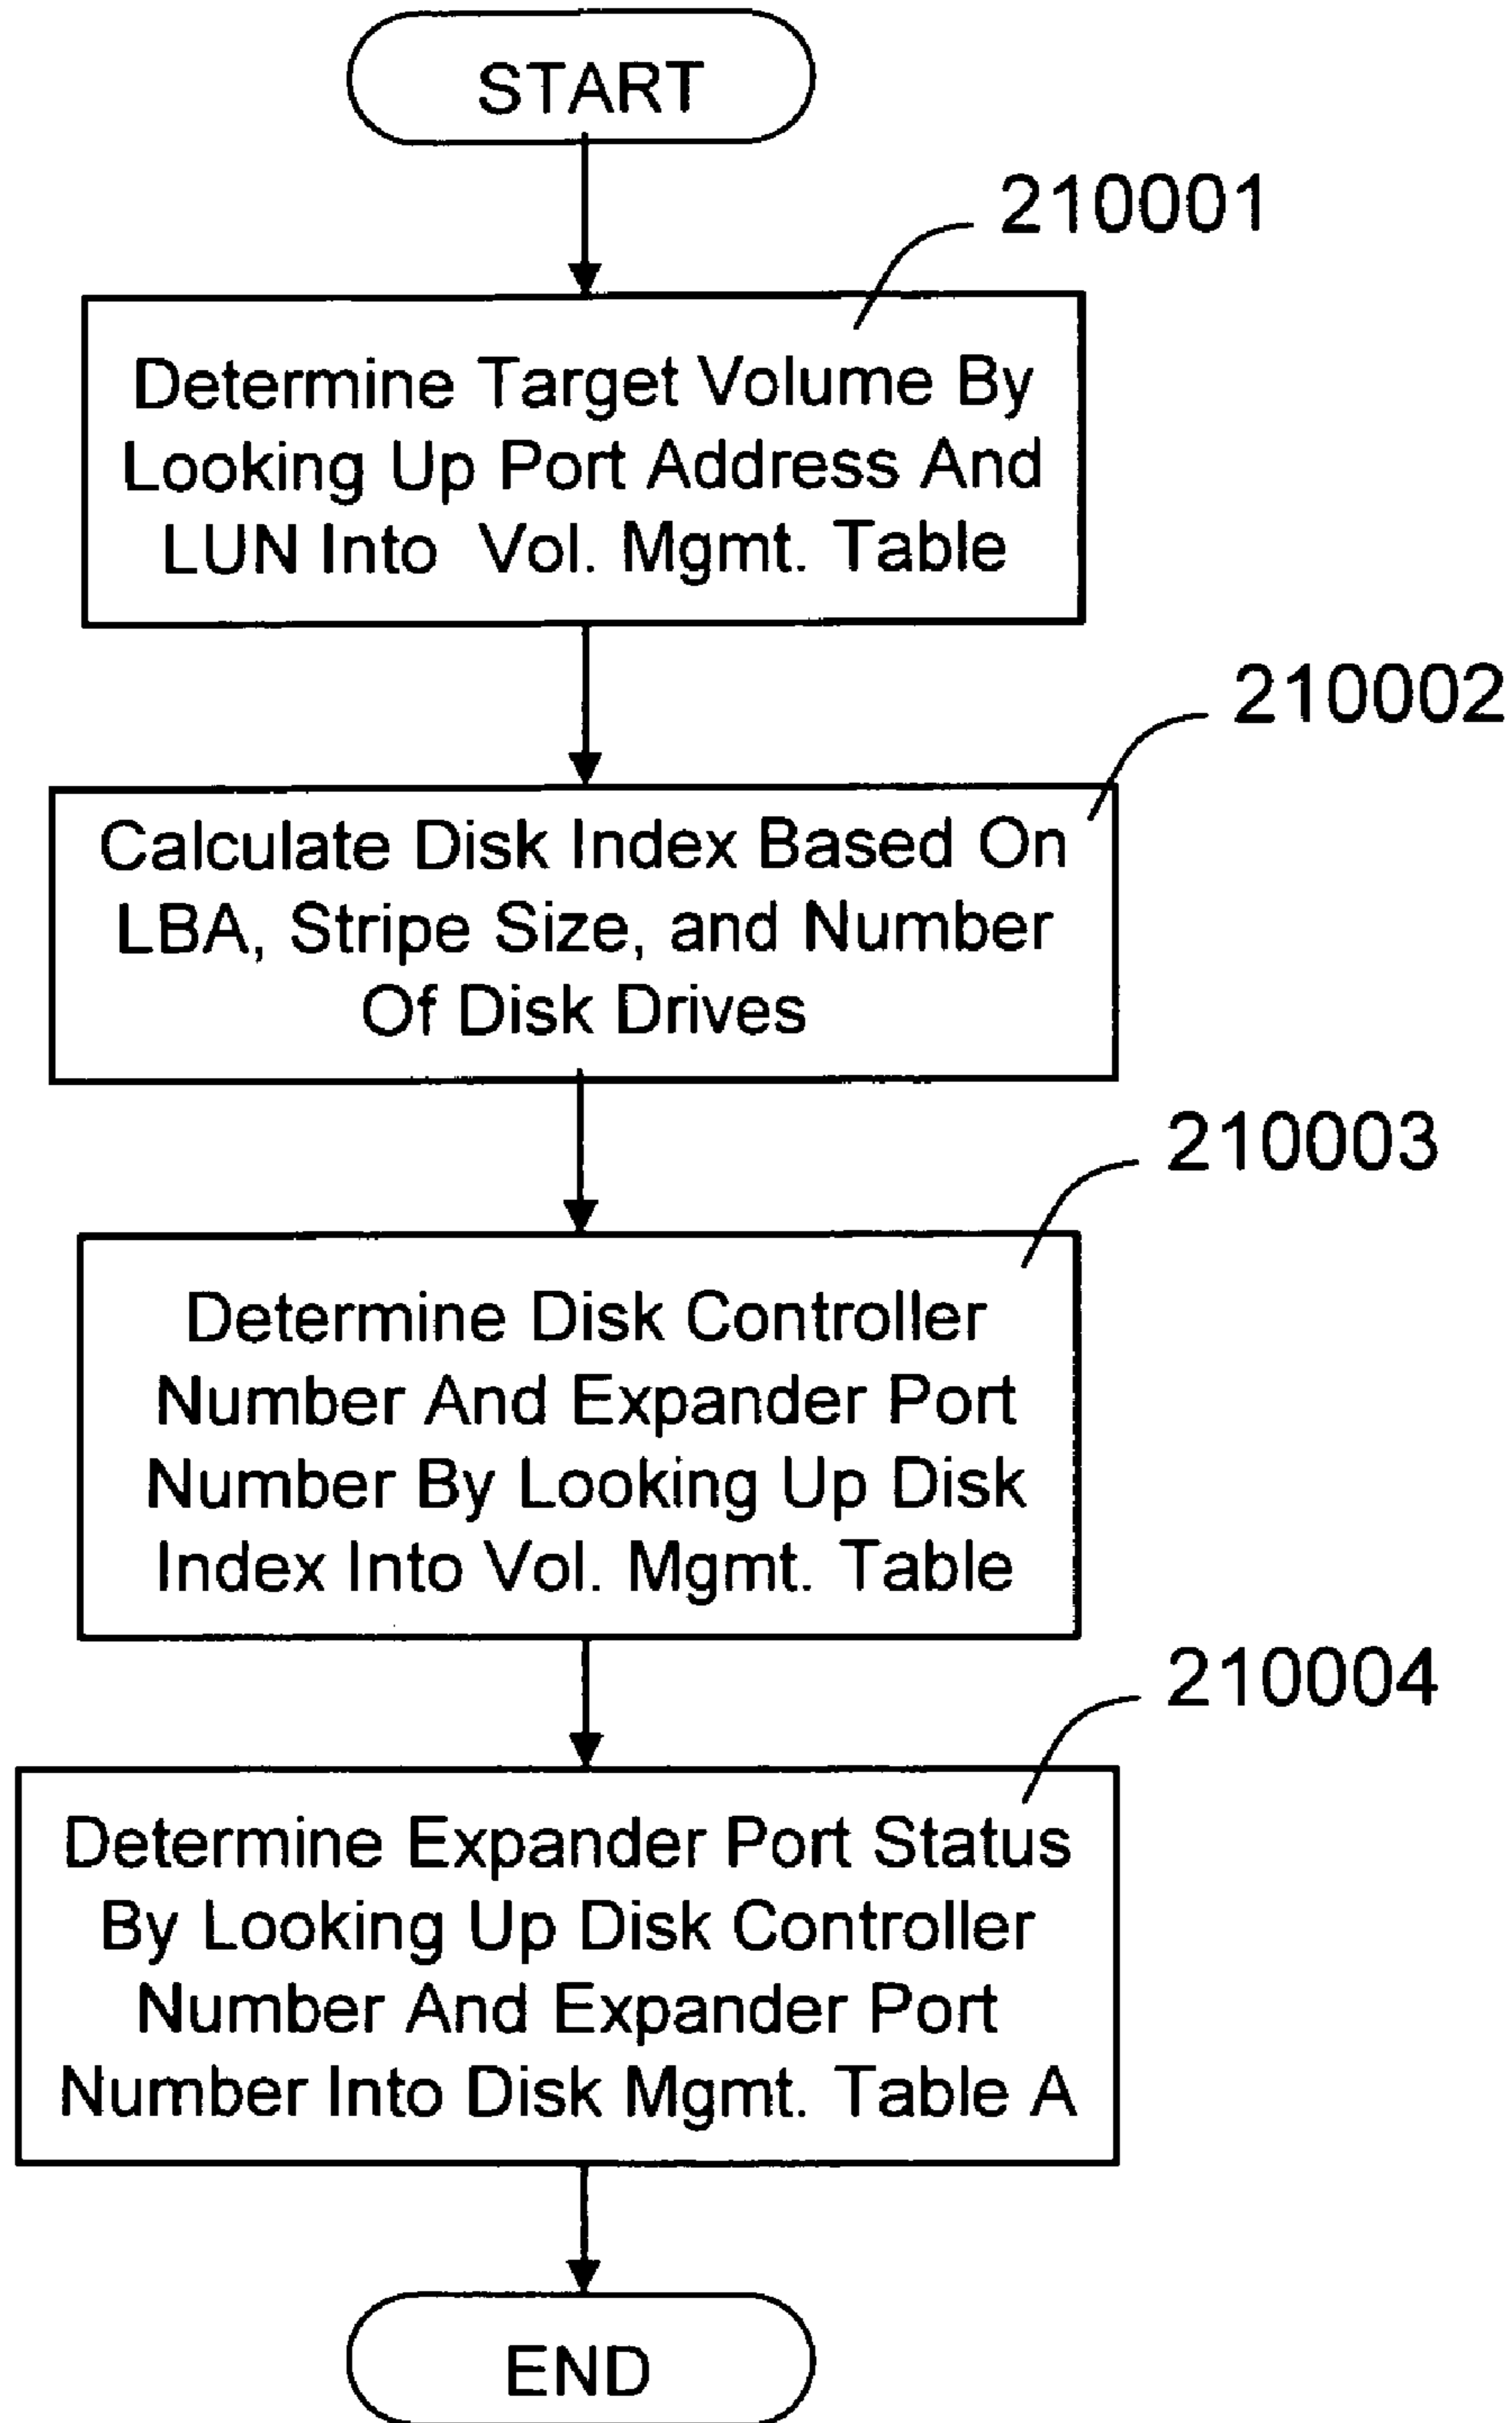 START
210001
Determine Target Volume By
Looking Up Port Address And
LUN Into Vol. Mgmt. Table
210002
Calculate Disk Index Based On
LBA, Stripe Size, and Number
Of Disk Drives
210003
Determine Disk Controller
Number And Expander Port
Number By Looking Up Disk
Index Into Vol. Mgmt. Table
210004
Determine Expander Port Status
By Looking Up Disk Controller
Number And Expander Port
Number Into Disk Mgmt. Table A
END